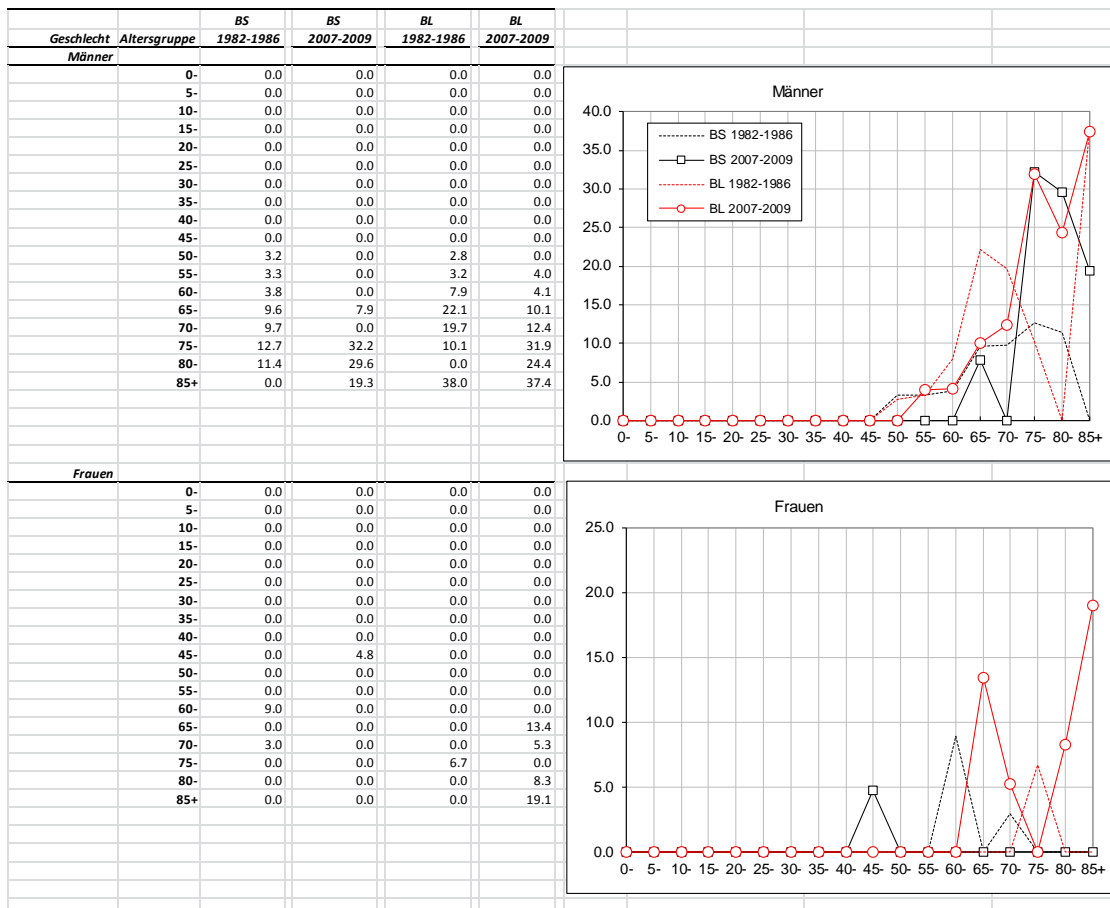 BS BS BL BL
Geschlecht Altersgruppe 1982-1986 2007-2009 1982-1986 2007-2009
Männer
0- 0.0 0.0 0.0 0.0
5- 0.0 0.0 0.0 0.0
10- 0.0 0.0 0.0 0.0
15- 0.0 0.0 0.0 0.0
20- 0.0 0.0 0.0 0.0
25- 0.0 0.0 0.0 0.0
30- 0.0 0.0 0.0 0.0
35- 0.0 0.0 0.0 0.0
40- 0.0 0.0 0.0 0.0
45- 0.0 0.0 0.0 0.0
50- 3.2 0.0 2.8 0.0
55- 3.3 0.0 3.2 4.0
60- 3.8 0.0 7.9 4.1
65- 9.6 7.9 22.1 10.1
70- 9.7 0.0 19.7 12.4
75- 12.7 32.2 10.1 31.9
80- 11.4 29.6 0.0 24.4
85+ 0.0 19.3 38.0 37.4
Männer
40.0
35.0
30.0
25.0
20.0
15.0
10.0
5.0
0.0
BS 1982-1986
BS 2007-2009
BL 1982-1986
BL 2007-2009
0- 5- 10- 15- 20- 25- 30- 35- 40- 45- 50- 55- 60- 65- 70- 75- 80- 85+
Frauen
0- 0.0 0.0 0.0 0.0
5- 0.0 0.0 0.0 0.0
10- 0.0 0.0 0.0 0.0
15- 0.0 0.0 0.0 0.0
20- 0.0 0.0 0.0 0.0
25- 0.0 0.0 0.0 0.0
30- 0.0 0.0 0.0 0.0
35- 0.0 0.0 0.0 0.0
40- 0.0 0.0 0.0 0.0
45- 0.0 4.8 0.0 0.0
50- 0.0 0.0 0.0 0.0
55- 0.0 0.0 0.0 0.0
60- 9.0 0.0 0.0 0.0
65- 0.0 0.0 0.0 13.4
70- 3.0 0.0 0.0 5.3
75- 0.0 0.0 6.7 0.0
80- 0.0 0.0 0.0 8.3
85+ 0.0 0.0 0.0 19.1
Frauen
25.0
20.0
15.0
10.0
5.0
0.0
0- 5- 10- 15- 20- 25- 30- 35- 40- 45- 50- 55- 60- 65- 70- 75- 80- 85+